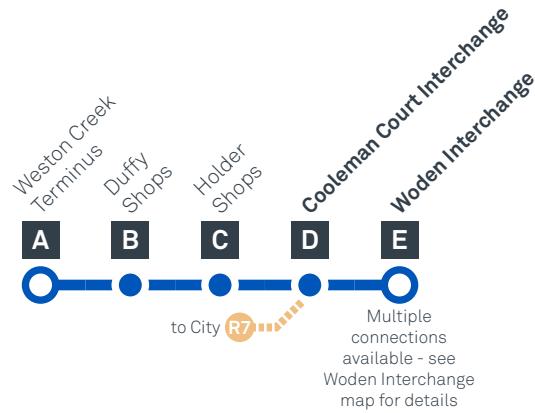 Weston Creek
Terminus
Duffy
Shops
Holder
Shops
Cooleman Court Interchange
Woden Interchange
A
B
C
D
E
to City R7
Multiple
connections
available - see
Woden Interchange
map for details